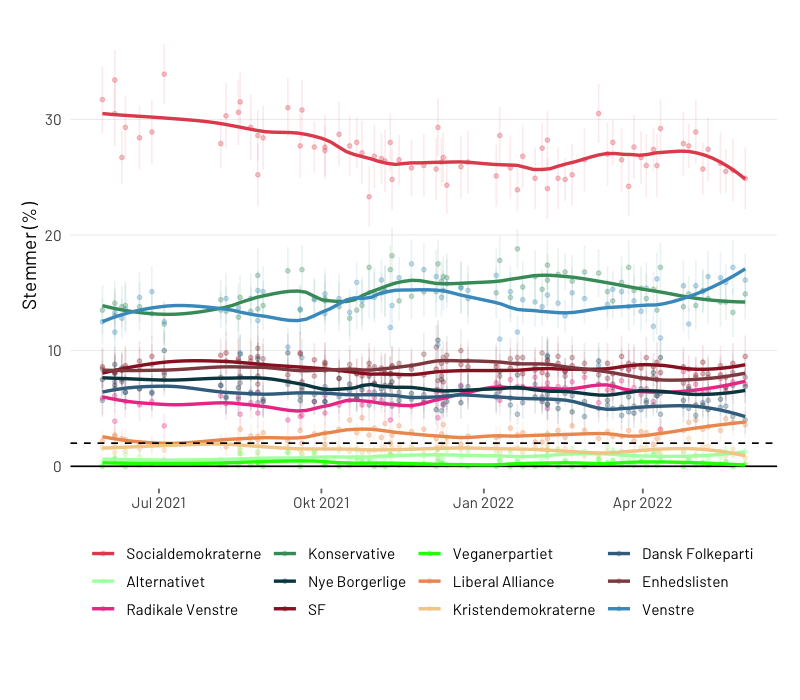 30
20
10
0
Stemmer(%)
Jul 2021
Okt 2021
Jan 2022
Apr 2022
Socialdemokraterne Konservative Veganerpartiet Dansk Folkeparti
Alternativet Nye Borgerlige Liberal Alliance Enhedslisten
Radikale Venstre SF Kristendemokraterne Venstre